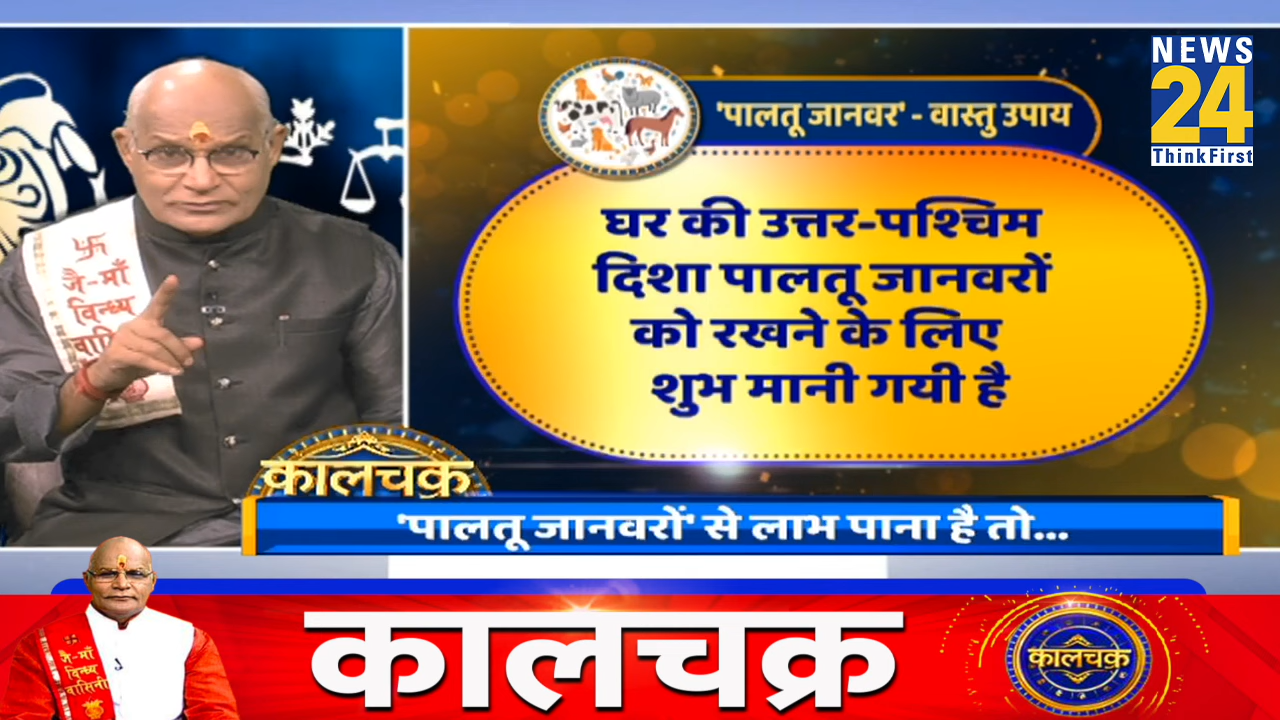 NEWS
24
ThinkFirst
'पालतू जानवर' - वास्तु उपाय
घर की उत्तर-पश्चिम
दिशा पालतू जानवरों
को रखने के लिए
शुभ मानी गयी है
जै-माँ
विन्ध्य
वासि
कालचक्र
'पालतू जानवरों' से लाभ पाना है तो...
जै-माँ
विन्ध्य
वासिनी
कालचक्र
कालचक्र